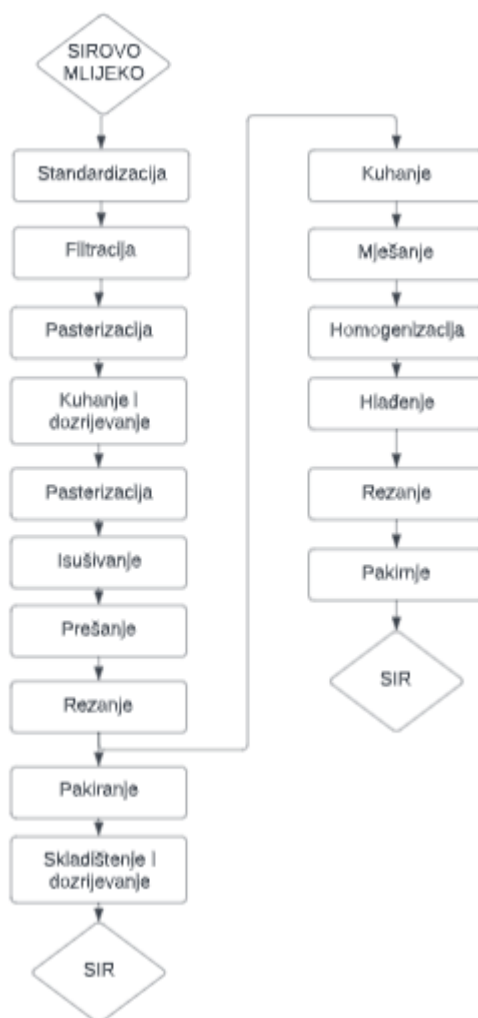 SIROVO
MLIJEKO
Standardizacija
Filtracija
Pasterizacija
Kuhanje i
dozrijevanje
Pasterizacija
Isušivanje
Prešanje
Rezanje
Pakiranje
Skladištenje i
dozrijevanje
SIR
Kuhanje
Mješanje
Homogenizacija
Hlađenje
Rezanje
Pakirnje
SIR